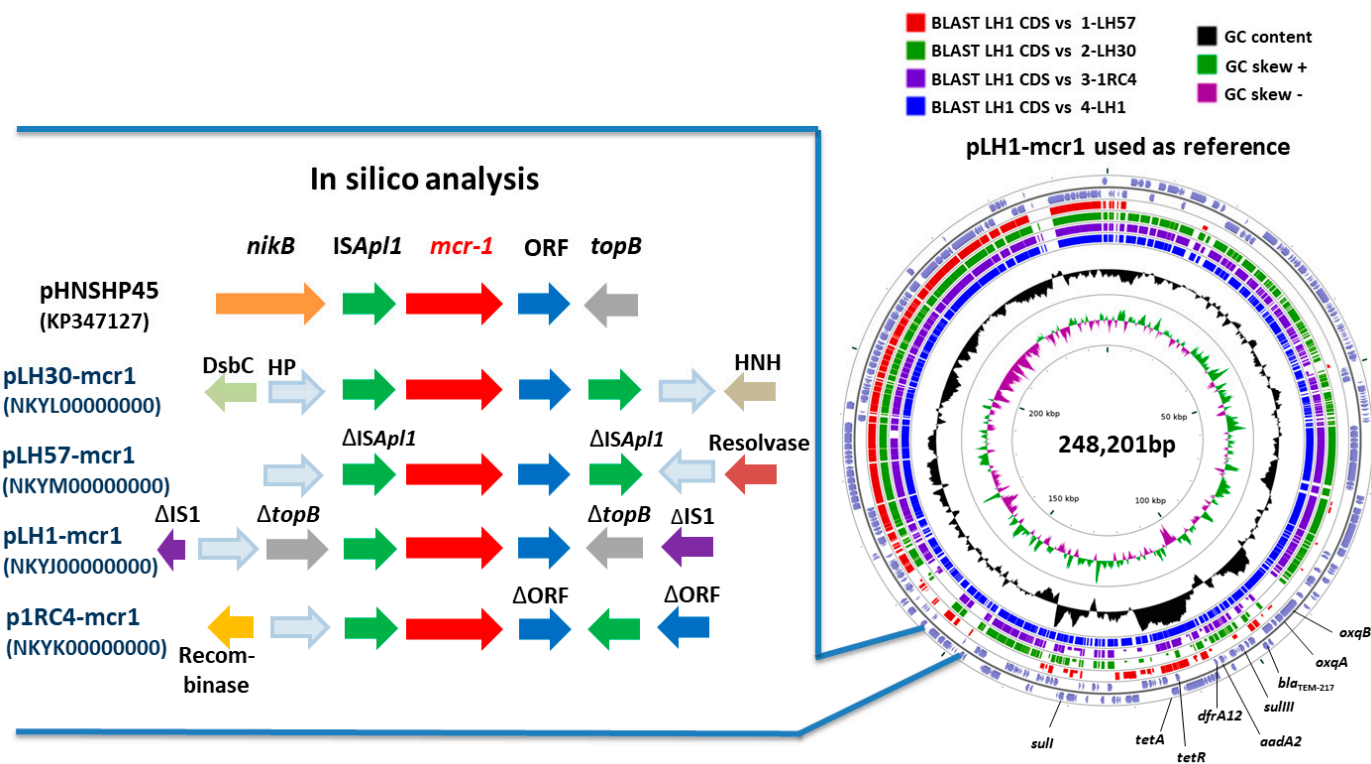 BLAST LH1 CDS vs 1-LH57
BLAST LH1 CDS vs 2-LH30
BLAST LH1 CDS vs 3-1RC4
BLAST LH1 CDS vs 4-LH1
GC content
GC skew +
GC skew -
pLH1-mcr1 used as reference
In silico analysis
nikB ISApl1 mcr-1 ORF topB
pHNSHP45
(KP347127)
DsbC HP HNH
pLH30-mcr1
(NKYL00000000)
ΔISApl1 ΔISApl1 Resolvase
pLH57-mcr1
(NKYM00000000)
ΔIS1 ΔtopB ΔtopB ΔIS1
pLH1-mcr1
(NKYJ00000000)
ΔORF ΔORF
p1RC4-mcr1
(NKYK00000000)
Recom-
binase
200 kbp
50 kbp
248,201bp
150 kbp
100 kbp
oxqB
oxqA
blaTEM-217
sulIII
dfrA12
aadA2
tetA
tetR
sulI